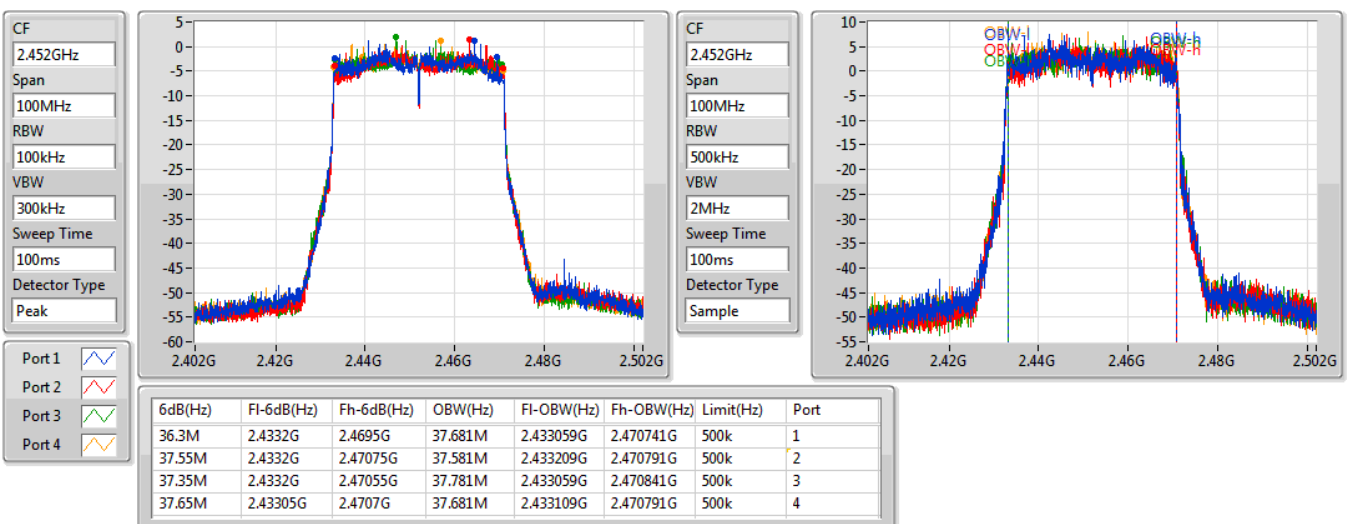 CF
2.452GHz
Span
100MHz
RBW
100kHz
VBW
300kHz
Sweep Time
100ms
Detector Type
Peak
5
0
-5
-10
-15
-20
-25
-30
-35
-40
-45
-50
-55
-60
2.402G 2.42G 2.44G 2.46G 2.48G 2.502G
CF
2.452GHz
Span
100MHz
RBW
500kHz
VBW
2MHz
Sweep Time
100ms
Detector Type
Sample
10
5
0
-5
-10
-15
-20
-25
-30
-35
-40
-45
-50
-55
OBW-l
OBW-h
2.402G 2.42G 2.44G 2.46G 2.48G 2.502G
Port 1
Port 2
Port 3
Port 4
6dB(Hz) Fl-6dB(Hz) Fh-6dB(Hz) OBW(Hz) Fl-OBW(Hz) Fh-OBW(Hz) Limit(Hz) Port
36.3M 2.4332G 2.4695G 37.681M 2.433059G 2.470741G 500k 1
37.55M 2.4332G 2.47075G 37.581M 2.433209G 2.470791G 500k 2
37.35M 2.4332G 2.47055G 37.781M 2.433059G 2.470841G 500k 3
37.65M 2.43305G 2.4707G 37.681M 2.433109G 2.470791G 500k 4